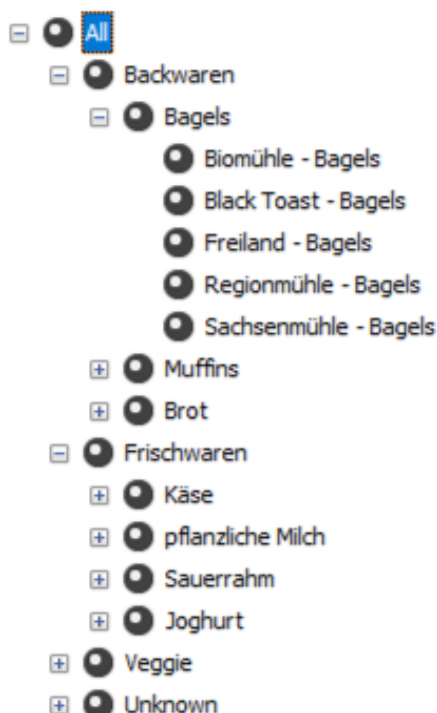 All
Backwaren
Bagels
Biomühle - Bagels
Black Toast - Bagels
Freiland - Bagels
Regionmühle - Bagels
Sachsenmühle - Bagels
Muffins
Brot
Frischwaren
Käse
pflanzliche Milch
Sauerrahm
Joghurt
Veggie
Unknown